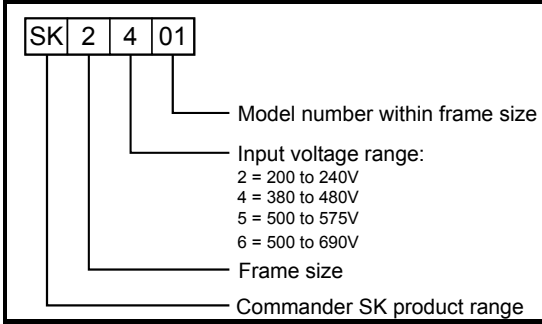 SK 2 4 01
Model number within frame size
Input voltage range:
2 = 200 to 240V
4 = 380 to 480V
5 = 500 to 575V
6 = 500 to 690V
Frame size
Commander SK product range